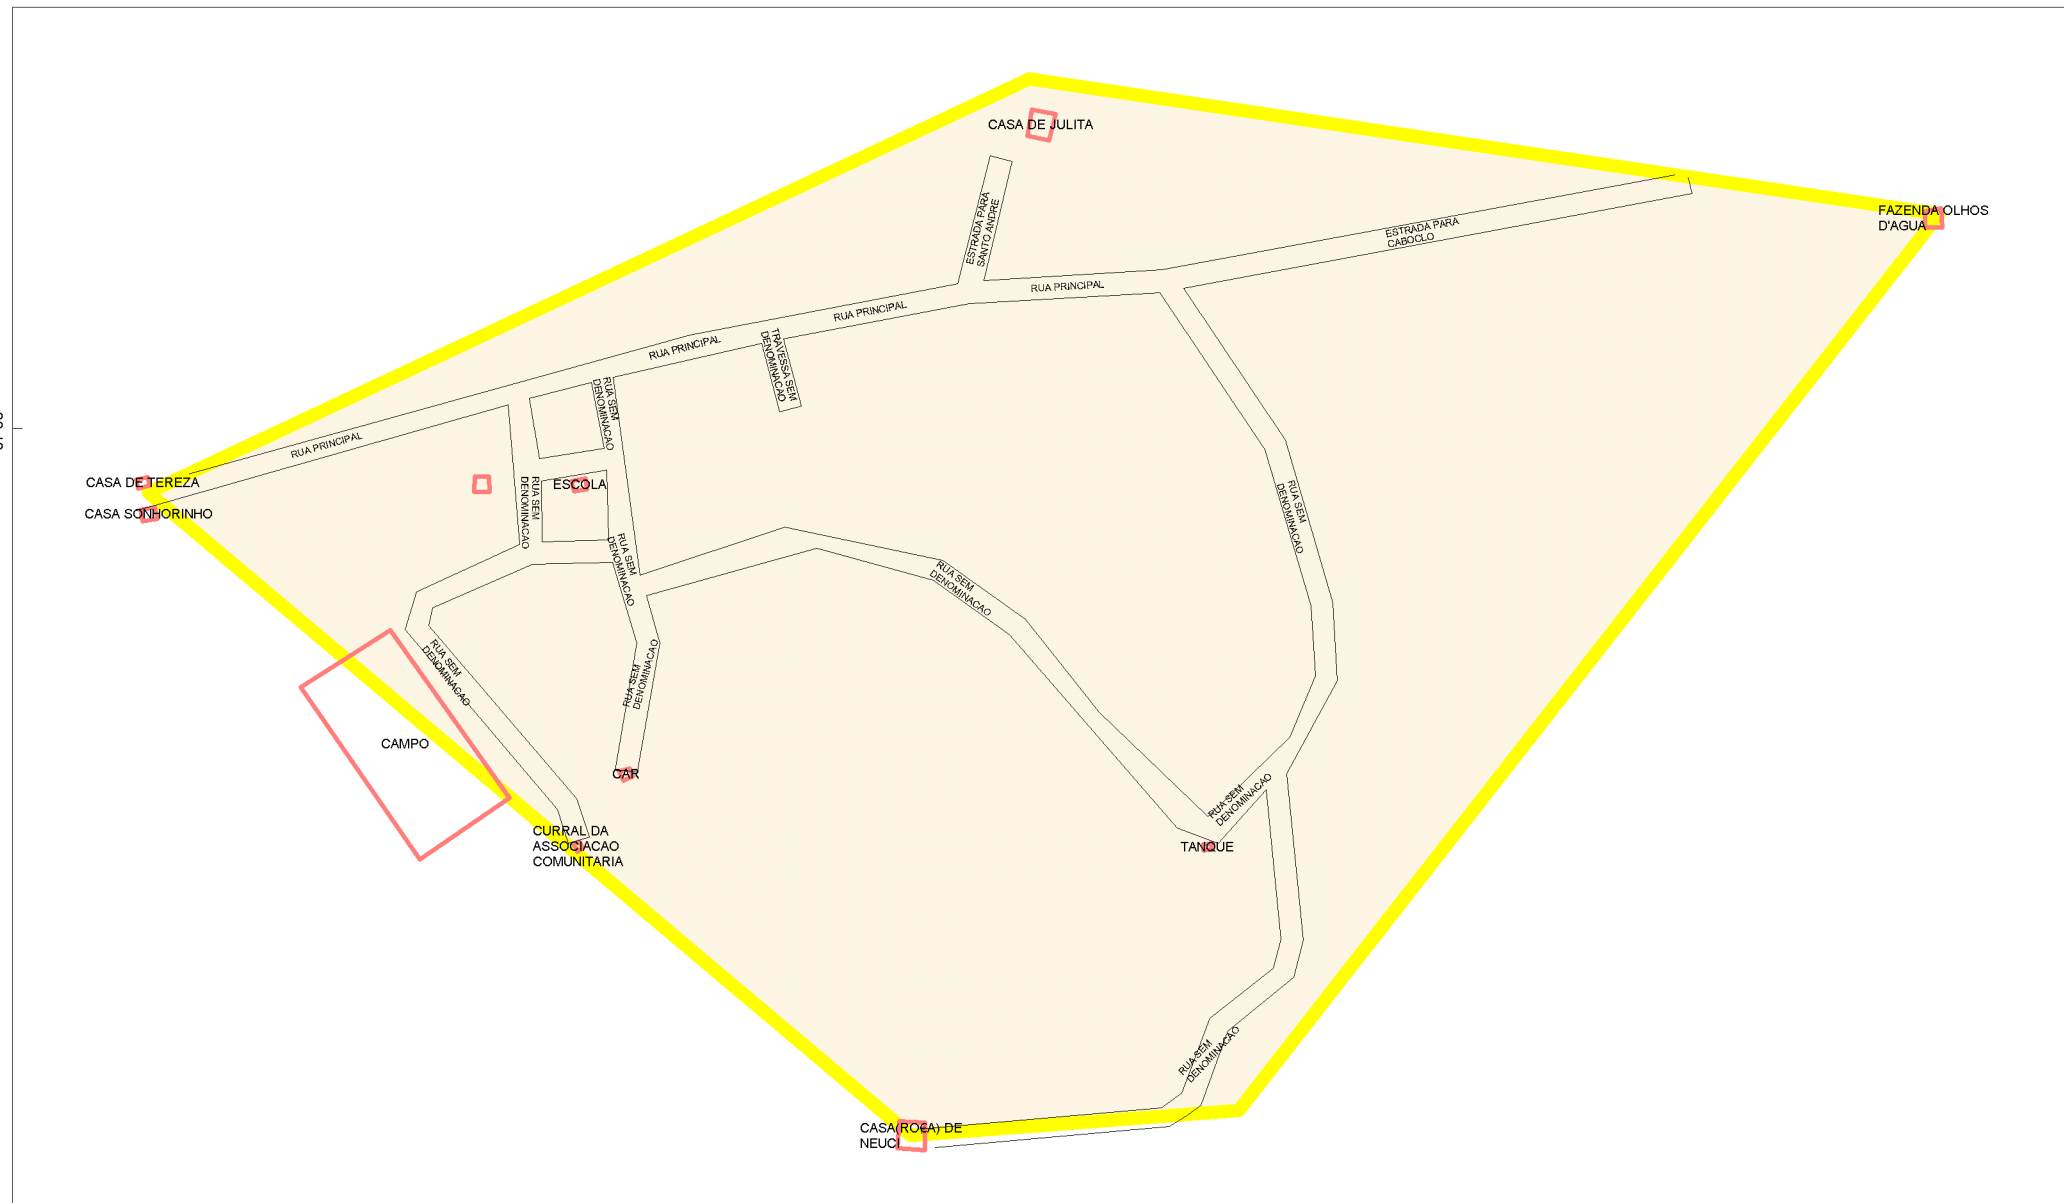 CASA DE JULITA
FAZENDA OLHOS
D'AGUA
ESTRADA PARA
SANTO ANDRE
ESTRADA PARA
CABOCLO
RUA PRINCIPAL
RUA PRINCIPAL
RUA PRINCIPAL
RUA PRINCIPAL
TRAVESSA SEM
DENOMINACAO
RUA SEM
DENOMINACAO
CASA DE TEREZA
CASA SONHORINHO
ESCOLA
RUA SEM
DENOMINACAO
RUA SEM
DENOMINACAO
RUA SEM
DENOMINACAO
RUA SEM
DENOMINACAO
RUA SEM
DENOMINACAO
RUA SEM
DENOMINACAO
CAMPO
CAR
CURRAL DA
ASSOCIACAO
COMUNITARIA
RUA SEM
DENOMINACAO
TANQUE
RUA SEM
DENOMINACAO
CASA(ROCA) DE
NEUCI